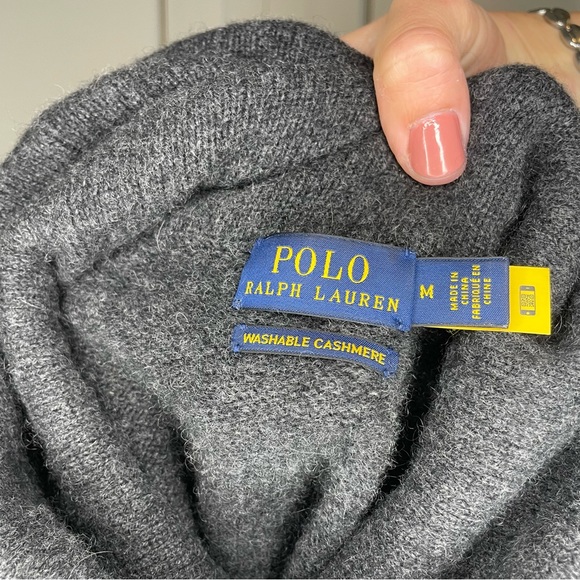 POLO
RALPH LAUREN
M
MADE IN
CHINA
FABRIQUÉ EN
CHINE
WASHABLE CASHMERE